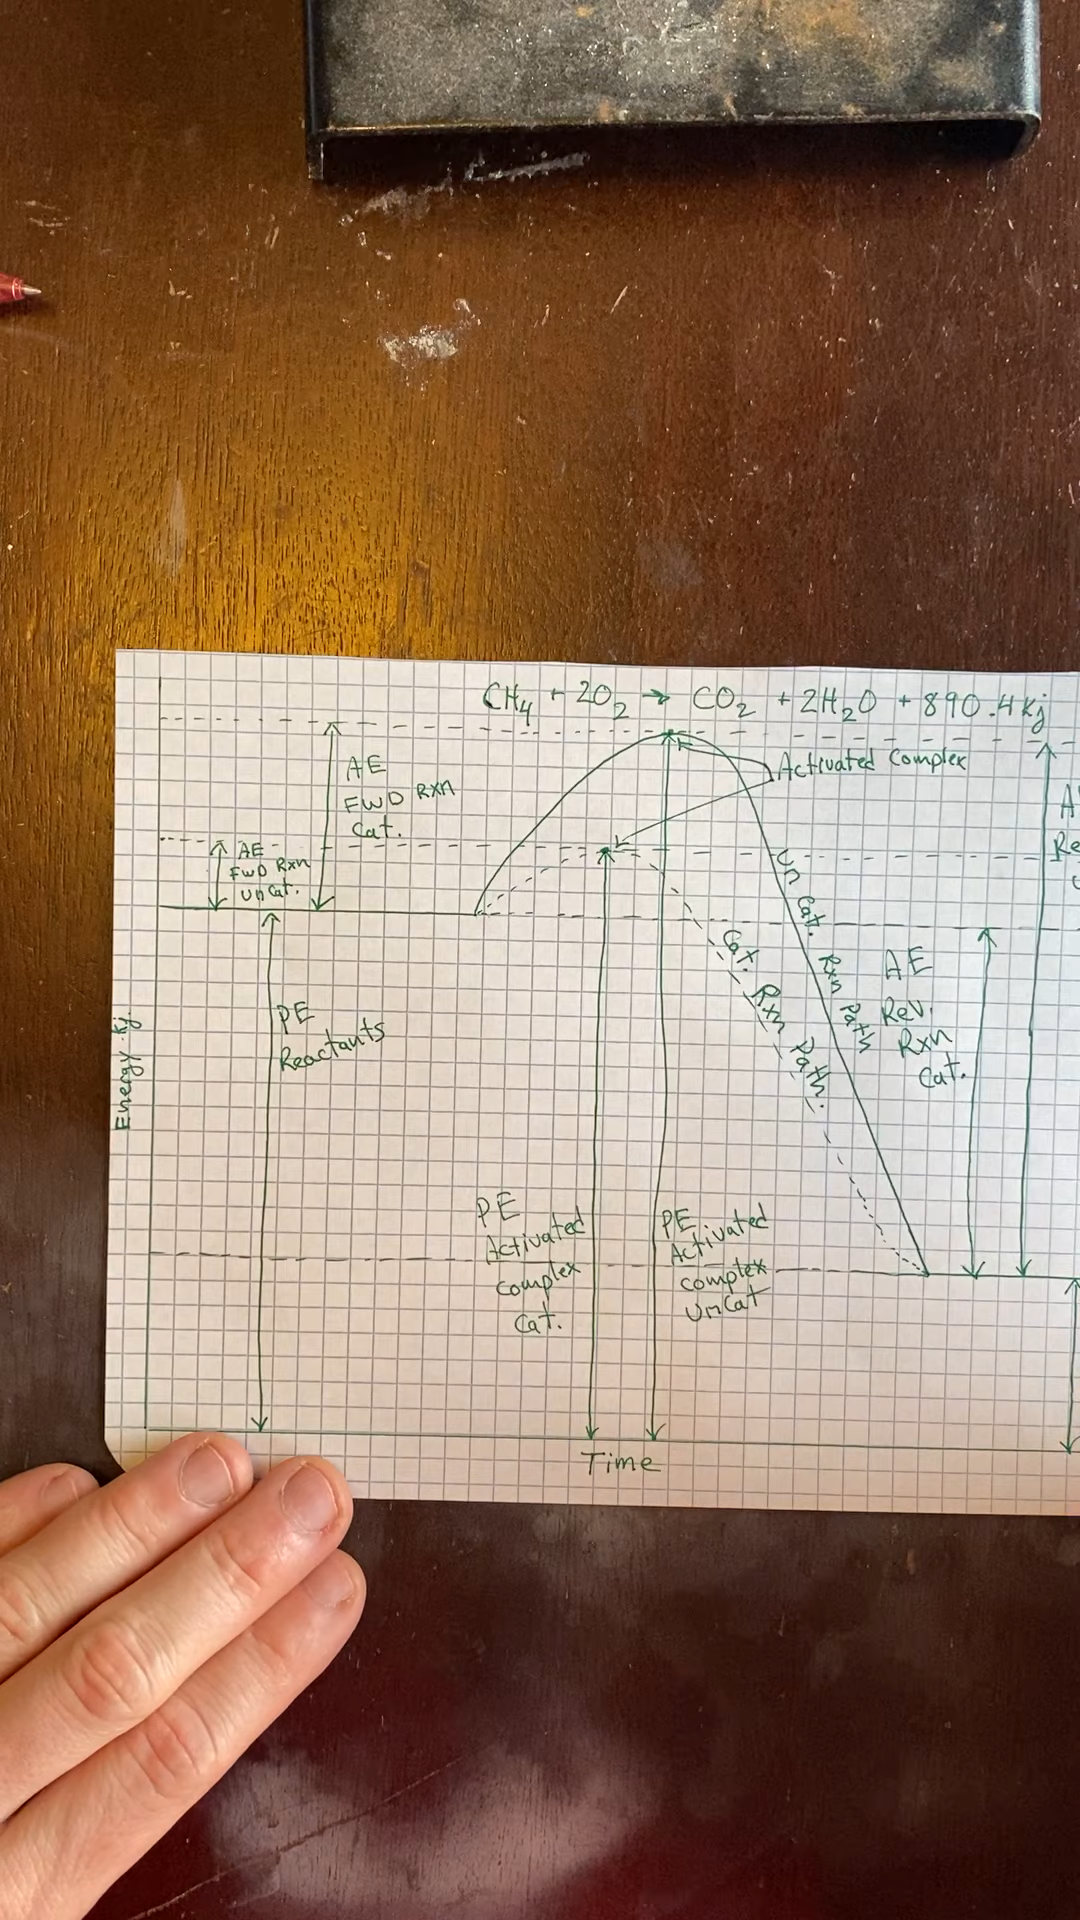 CH4 + 2O2 → CO2 + 2H2O + 890.4 kj
Activated Complex
AE
FWD Rxn
Cat.
AE
FWD Rxn
Uncat.
Un Cat. Rxn Path
Cat. Rxn Path.
AE
Rev.
Rxn
Cat.
PE
Reactants
Energy kj
PE
Activated
Complex
Cat.
PE
Activated
complex
UnCat
Time